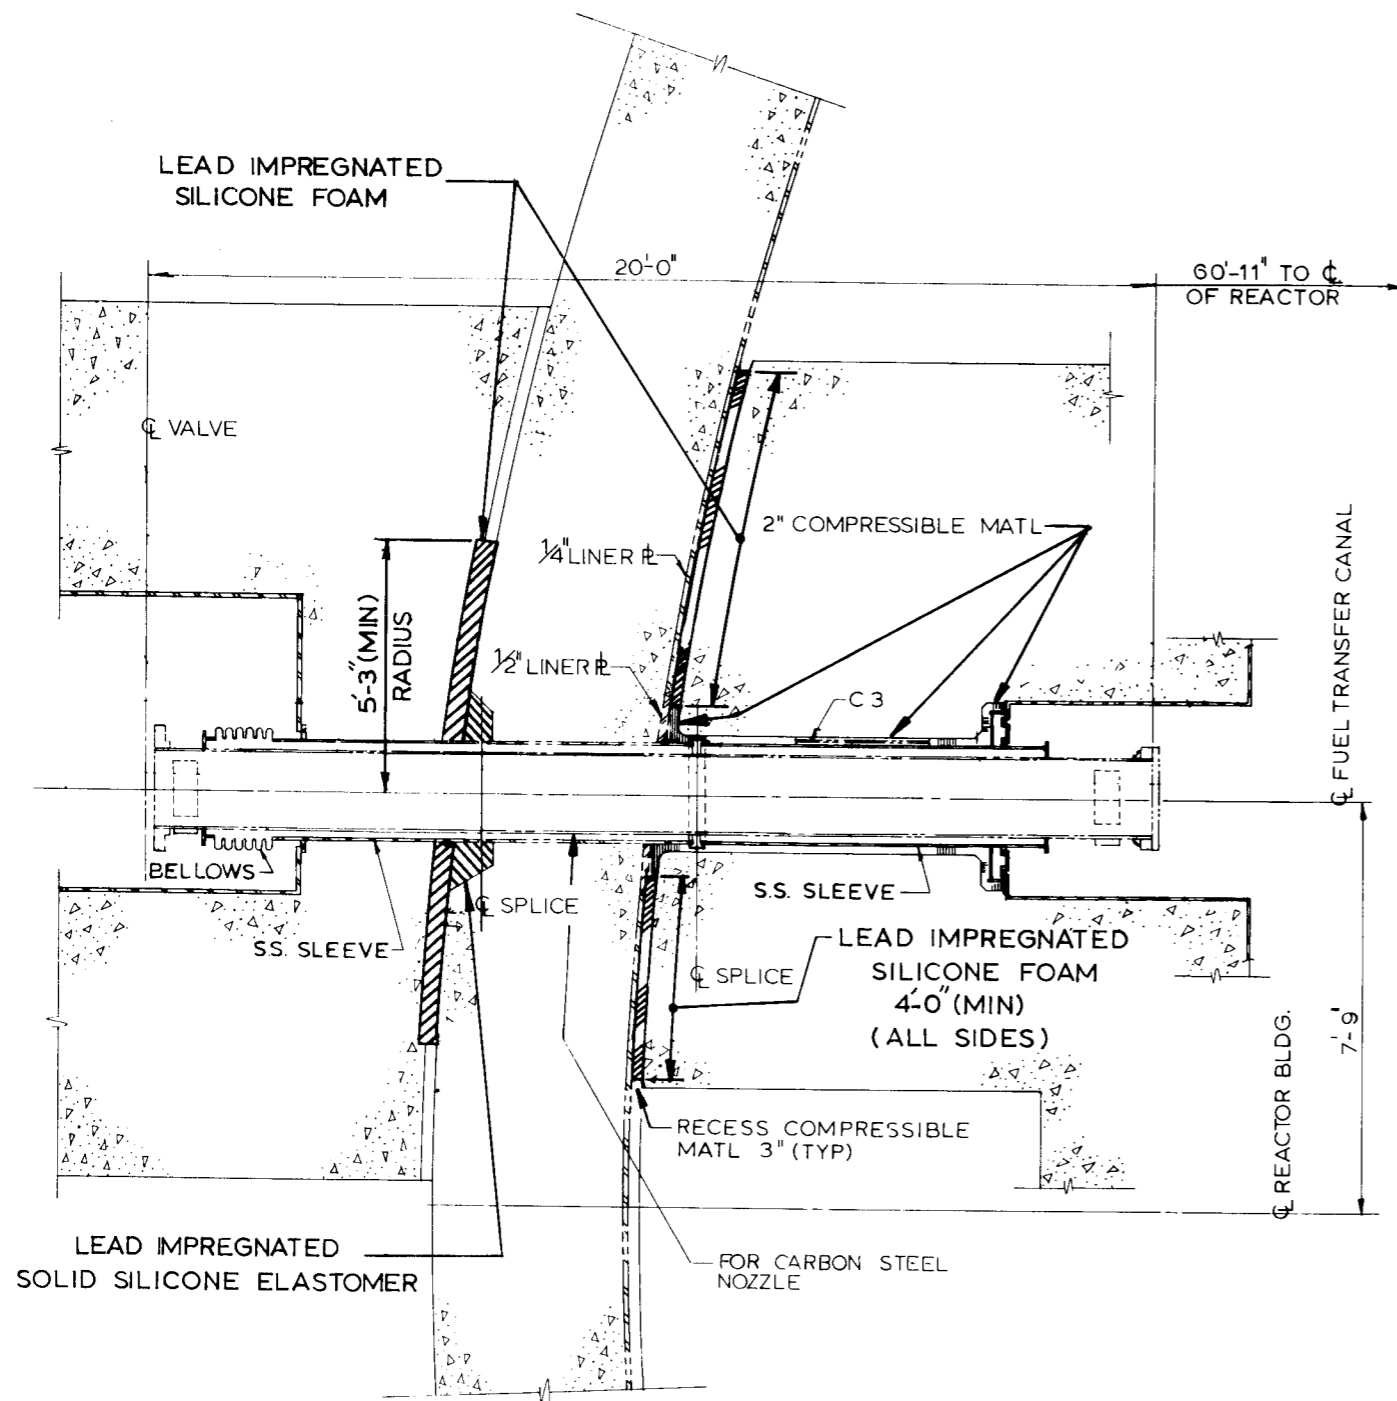 LEAD IMPREGNATED
SILICONE FOAM
20'-0"
60'-11" TO ℄
OF REACTOR
℄ VALVE
2" COMPRESSIBLE MATL
1/4" LINER ℙL
5'-3" (MIN)
RADIUS
1/2" LINER ℙL
C 3
℄ FUEL TRANSFER CANAL
BELLOWS
℄ SPLICE
S.S. SLEEVE
S.S. SLEEVE
LEAD IMPREGNATED
SILICONE FOAM
4'-0" (MIN)
(ALL SIDES)
℄ SPLICE
7'-9"
℄ REACTOR BLDG.
RECESS COMPRESSIBLE
MATL 3" (TYP)
LEAD IMPREGNATED
SOLID SILICONE ELASTOMER
FOR CARBON STEEL
NOZZLE